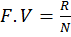 F.V = R/N